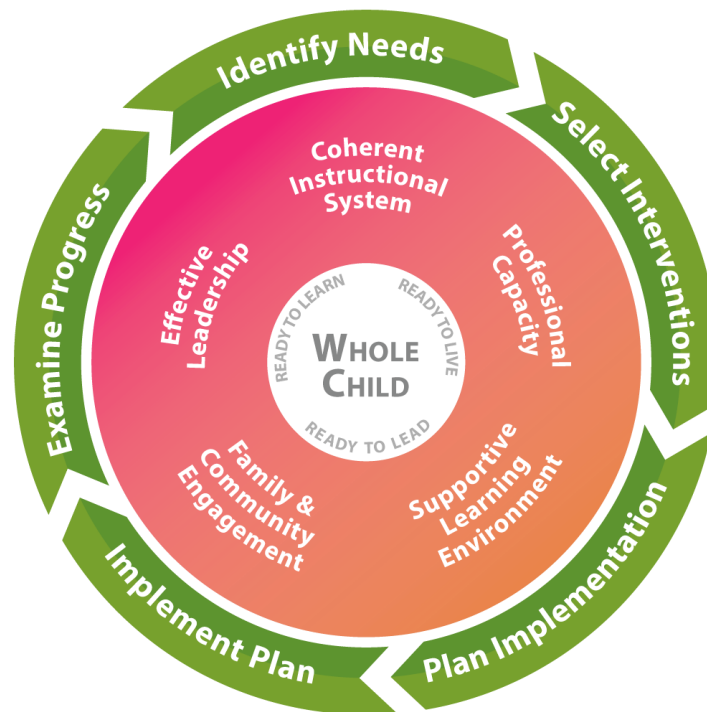 Identify Needs
Select Interventions
Plan Implementation
Implement Plan
Examine Progress
Coherent
Instructional
System
Professional
Capacity
Supportive
Learning
Environment
Family &
Community
Engagement
Effective
Leadership
READY TO LEARN
READY TO LIVE
WHOLE
CHILD
READY TO LEAD